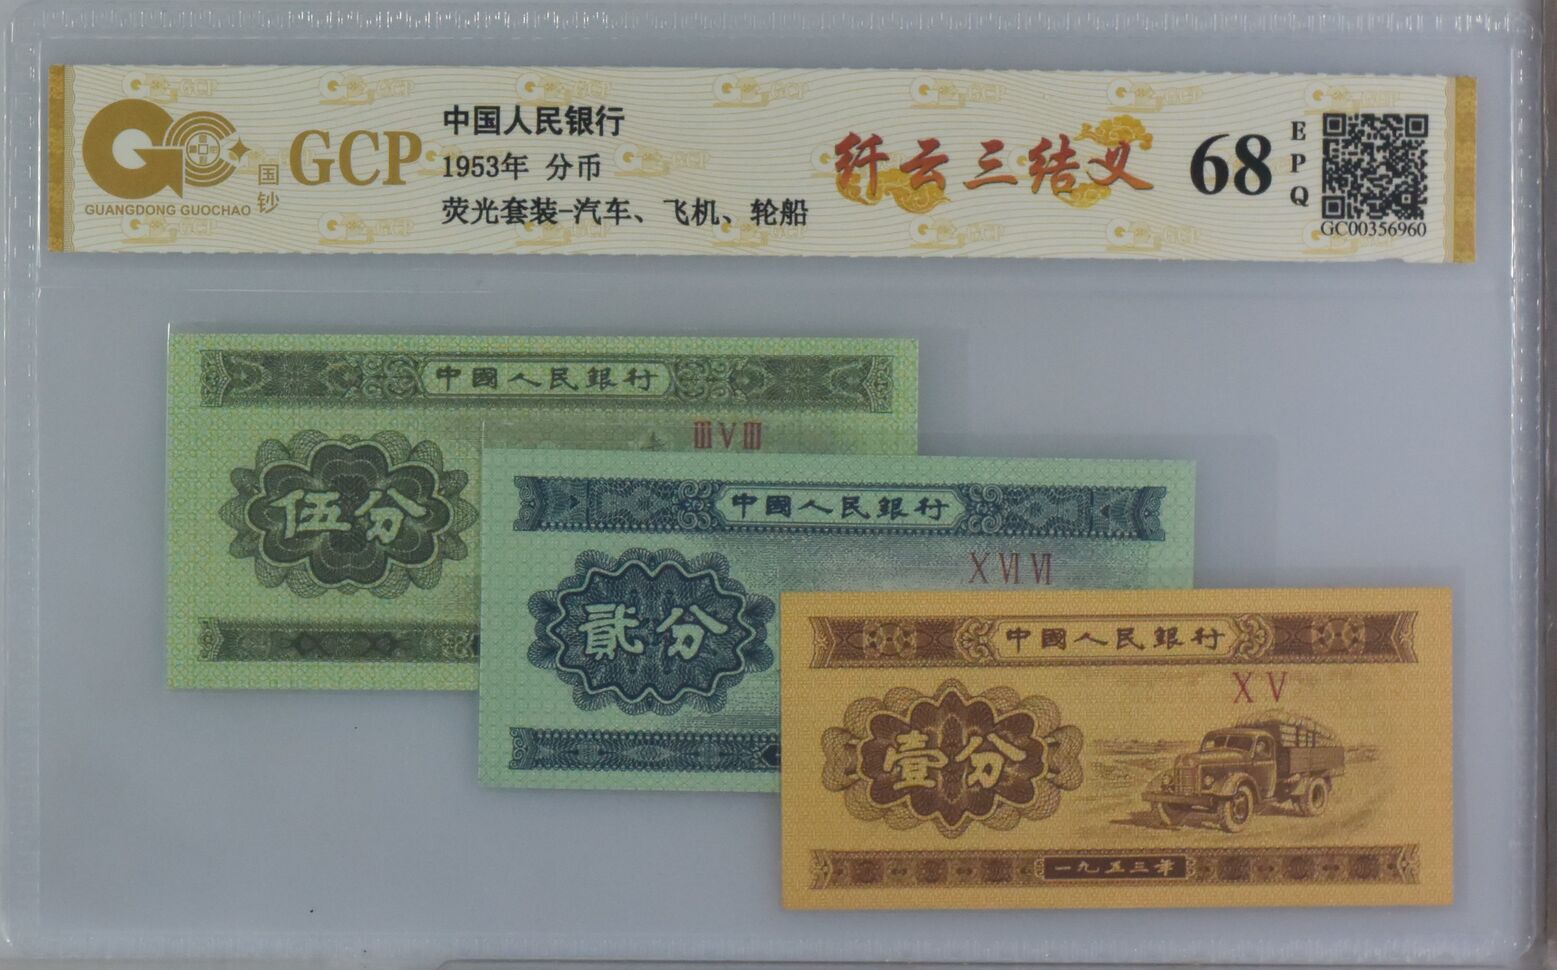 GCP
国钞
GUANGDONG GUOCHAO
中国人民银行
1953年 分币
荧光套装-汽车、飞机、轮船
纤云三结义
68
EPQ
GC00356960
中國人民銀行
ⅢⅤⅢ
伍分
中國人民銀行
ⅩⅥⅥ
貳分
中國人民銀行
ⅩⅤ
壹分
一九五三年